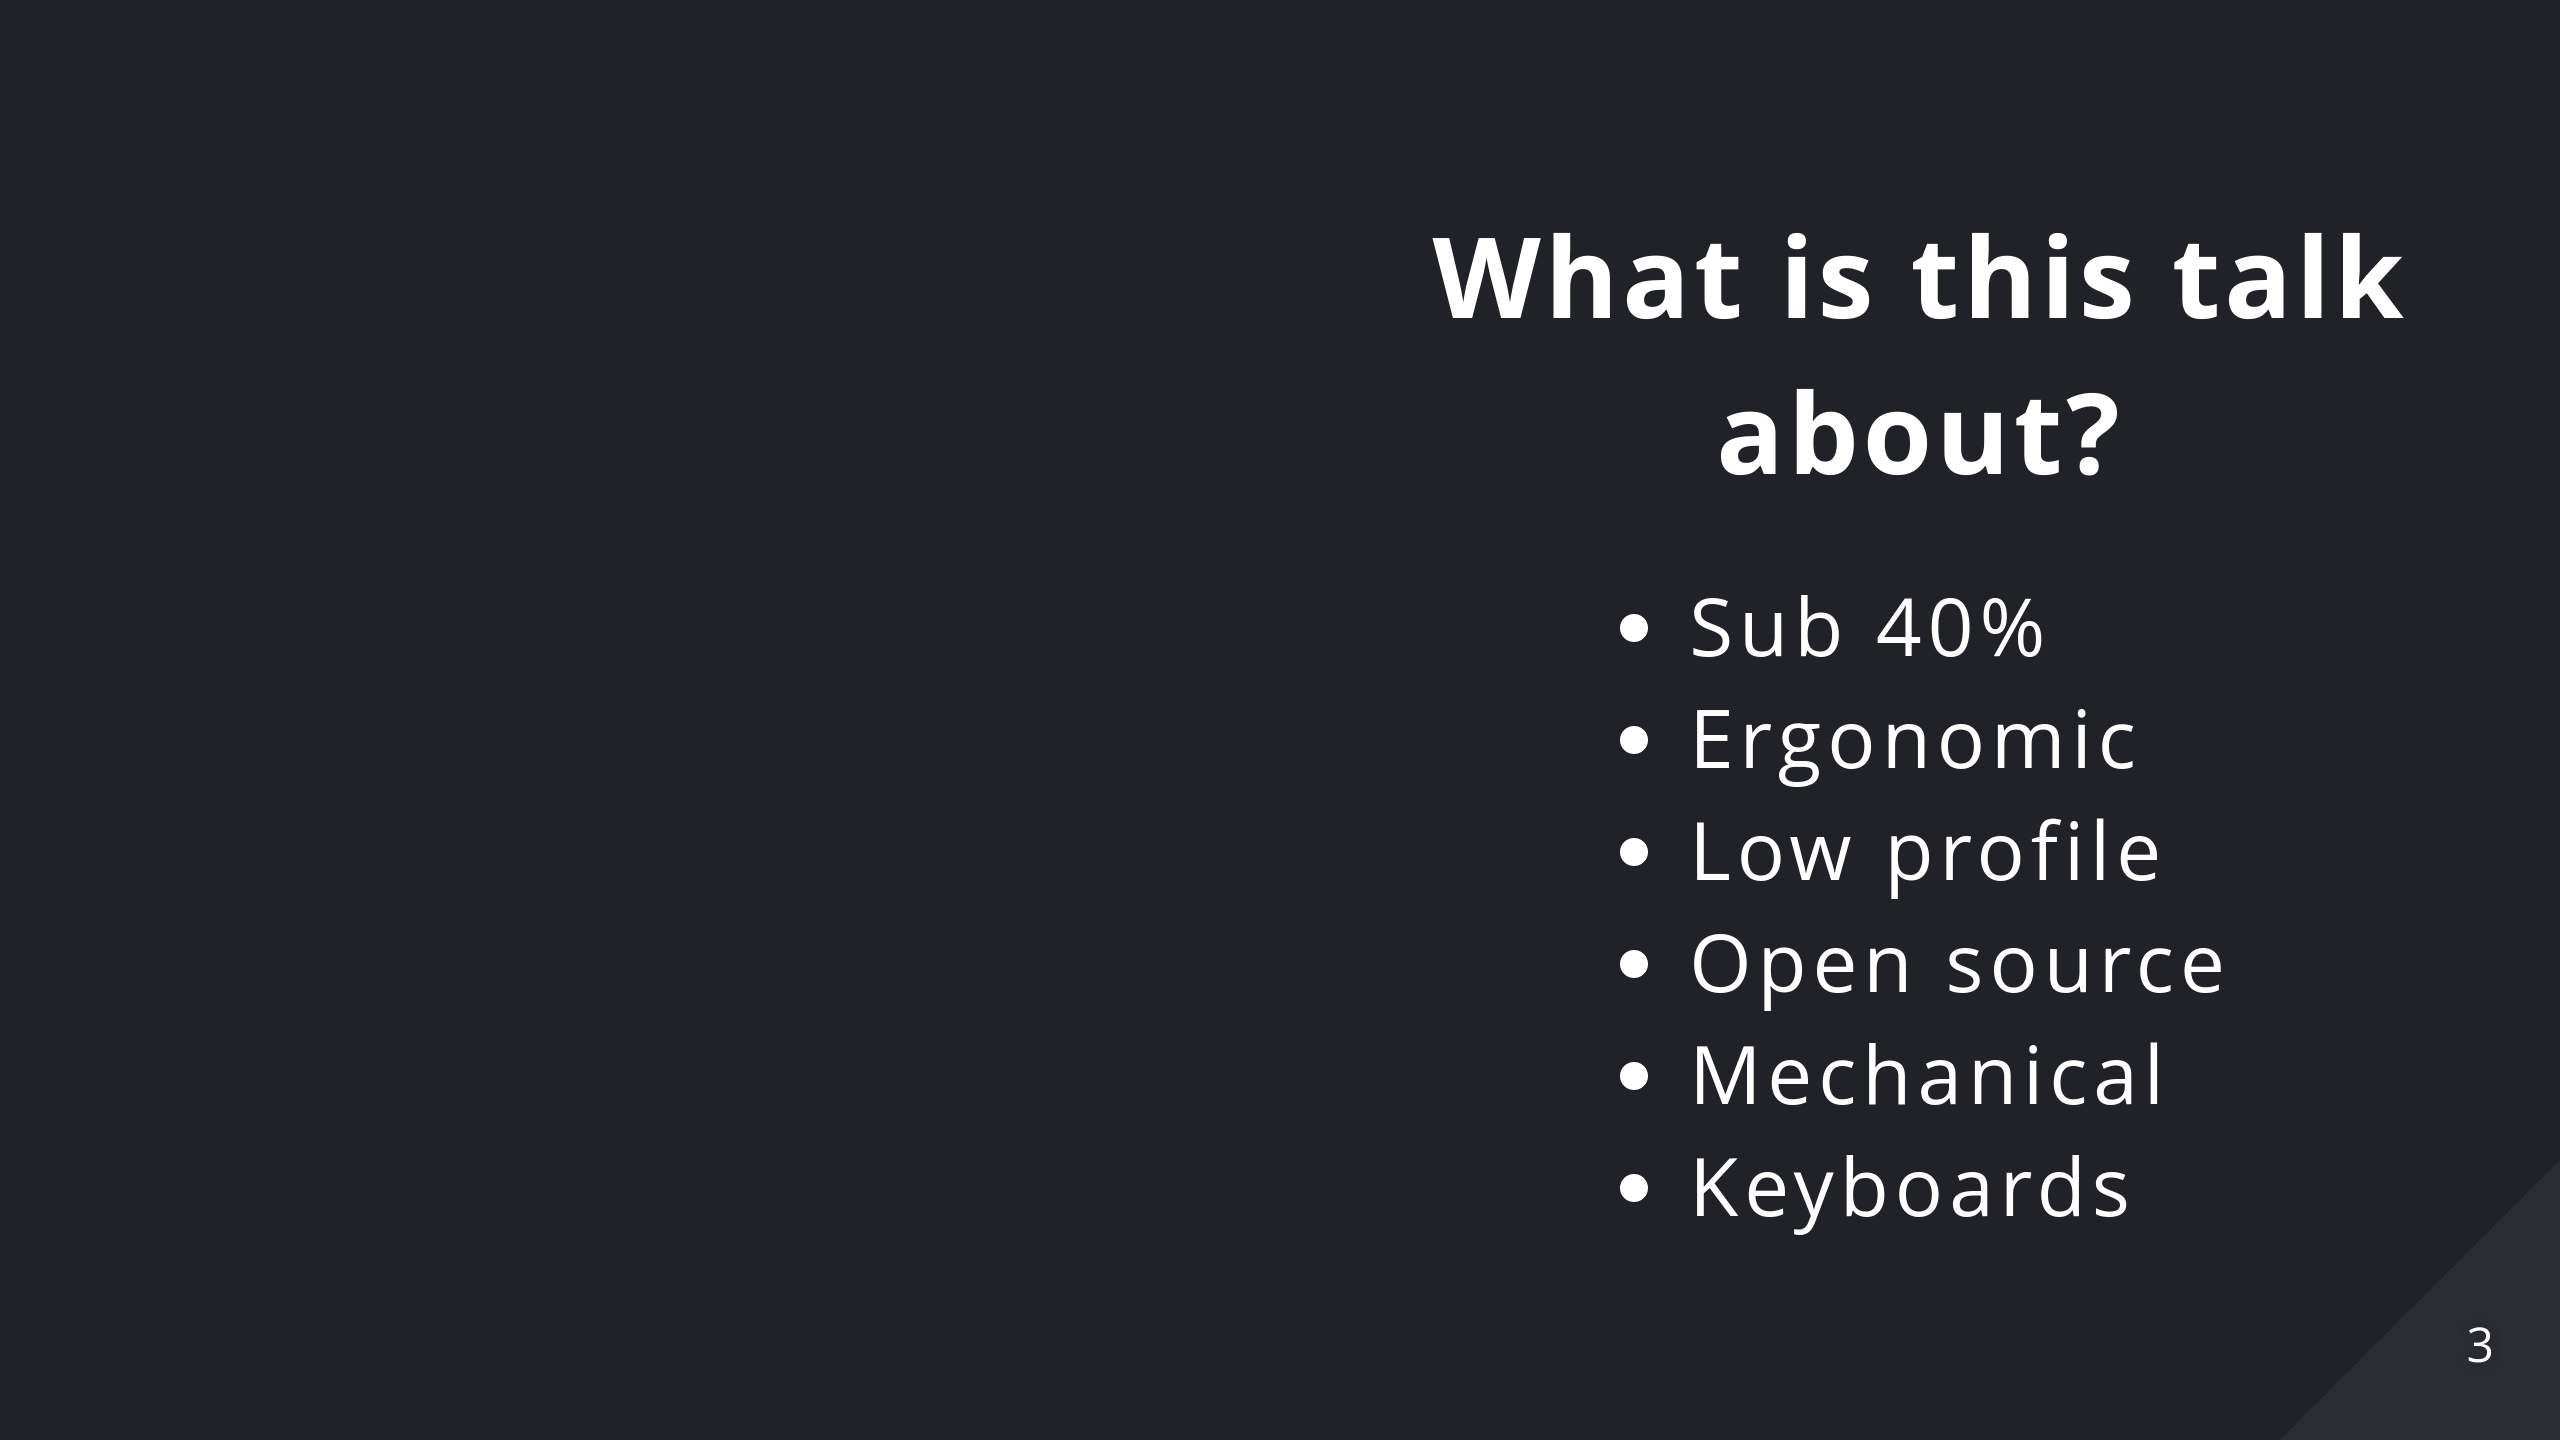 What is this talk
about?
• Sub 40%
• Ergonomic
• Low profile
• Open source
• Mechanical
• Keyboards
3